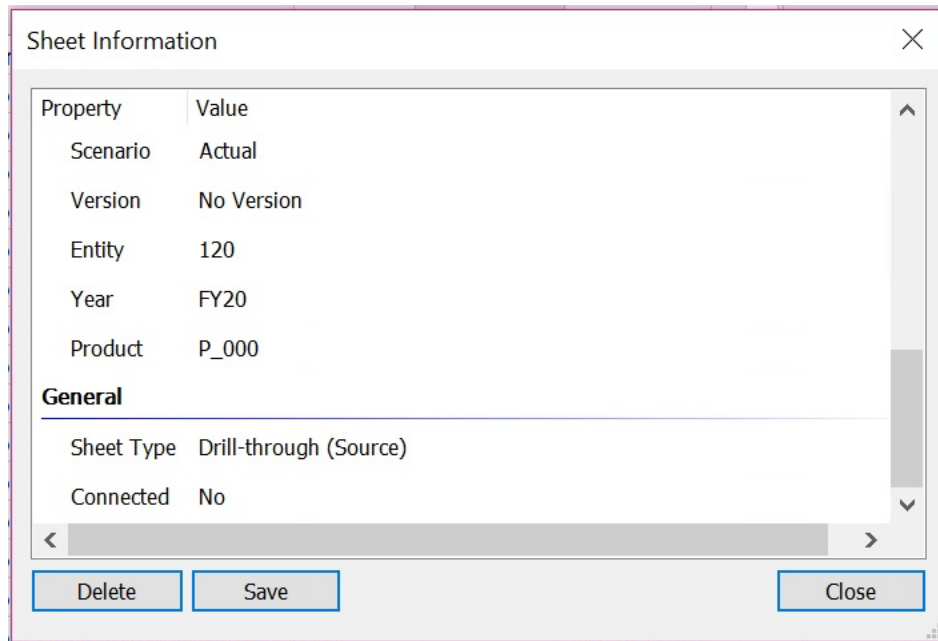 Sheet Information
Property Value
Scenario Actual
Version No Version
Entity 120
Year FY20
Product P_000
General
Sheet Type Drill-through (Source)
Connected No
Delete Save Close